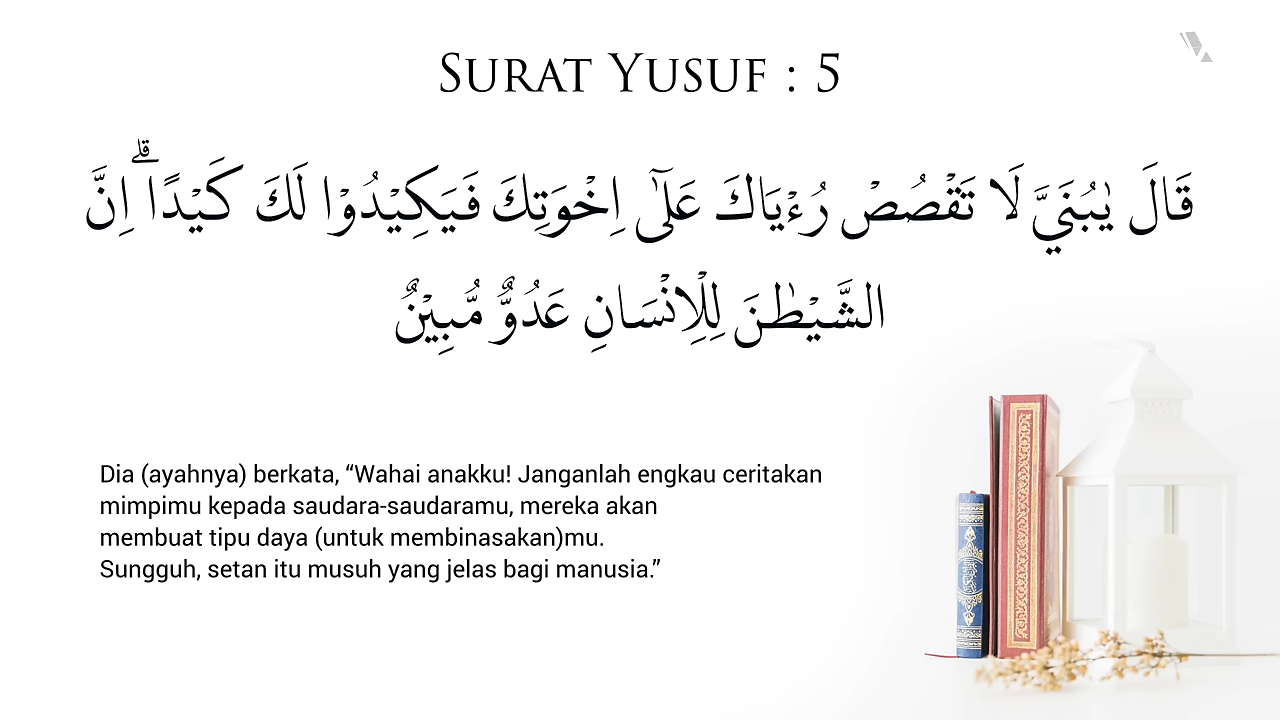 SURAT YUSUF : 5
قَالَ يٰبُنَيَّ لَا تَقْصُصْ رُءْيَاكَ عَلٰٓى اِخْوَتِكَ فَيَكِيْدُوْا لَكَ كَيْدًا ۗاِنَّ
الشَّيْطٰنَ لِلْاِنْسَانِ عَدُوٌّ مُّبِيْنٌ
Dia (ayahnya) berkata, “Wahai anakku! Janganlah engkau ceritakan
mimpimu kepada saudara-saudaramu, mereka akan
membuat tipu daya (untuk membinasakan)mu.
Sungguh, setan itu musuh yang jelas bagi manusia.”